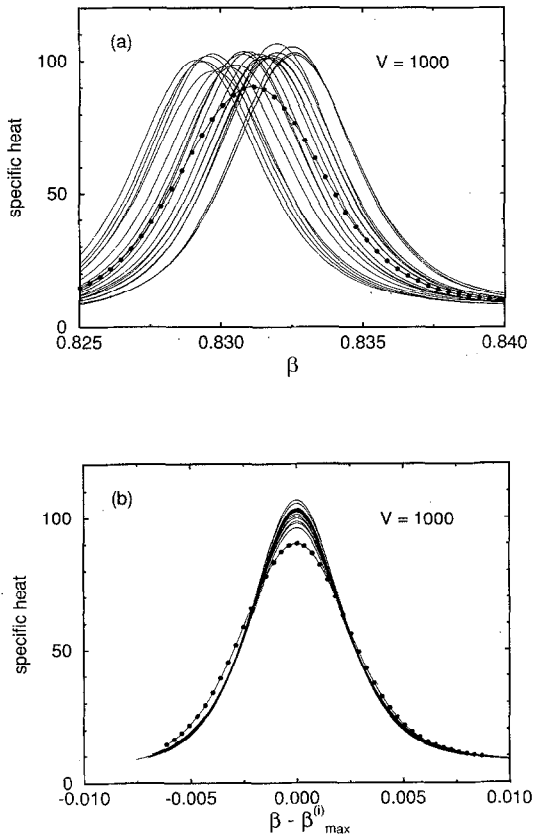 (a)
V = 1000
specific heat
100
50
0
0.825 0.830 0.835 0.840
β
(b)
V = 1000
specific heat
100
50
0
-0.010 -0.005 0.000 0.005 0.010
β - β(i)max